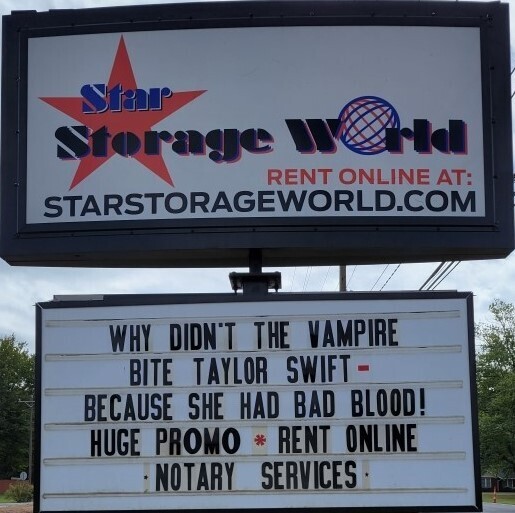 Star
Storage World
RENT ONLINE AT:
STARSTORAGEWORLD.COM
WHY DIDN'T THE VAMPIRE
BITE TAYLOR SWIFT-
BECAUSE SHE HAD BAD BLOOD!
HUGE PROMO * RENT ONLINE
· NOTARY SERVICES ·